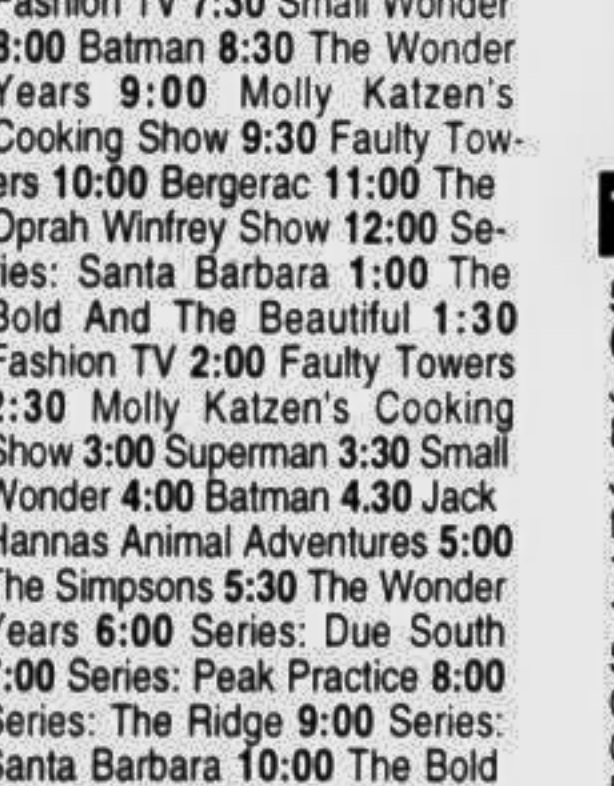 Fashion TV 7:30 Small Wonder
8:00 Batman 8:30 The Wonder
Years 9:00 Molly Katzen's
Cooking Show 9:30 Faulty Tow-
ers 10:00 Bergerac 11:00 The
Oprah Winfrey Show 12:00 Se-
ries: Santa Barbara 1:00 The
Bold And The Beautiful 1:30
Fashion TV 2:00 Faulty Towers
2:30 Molly Katzen's Cooking
Show 3:00 Superman 3:30 Small
Wonder 4:00 Batman 4.30 Jack
Hannas Animal Adventures 5:00
The Simpsons 5:30 The Wonder
Years 6:00 Series: Due South
7:00 Series: Peak Practice 8:00
Series: The Ridge 9:00 Series:
Santa Barbara 10:00 The Bold